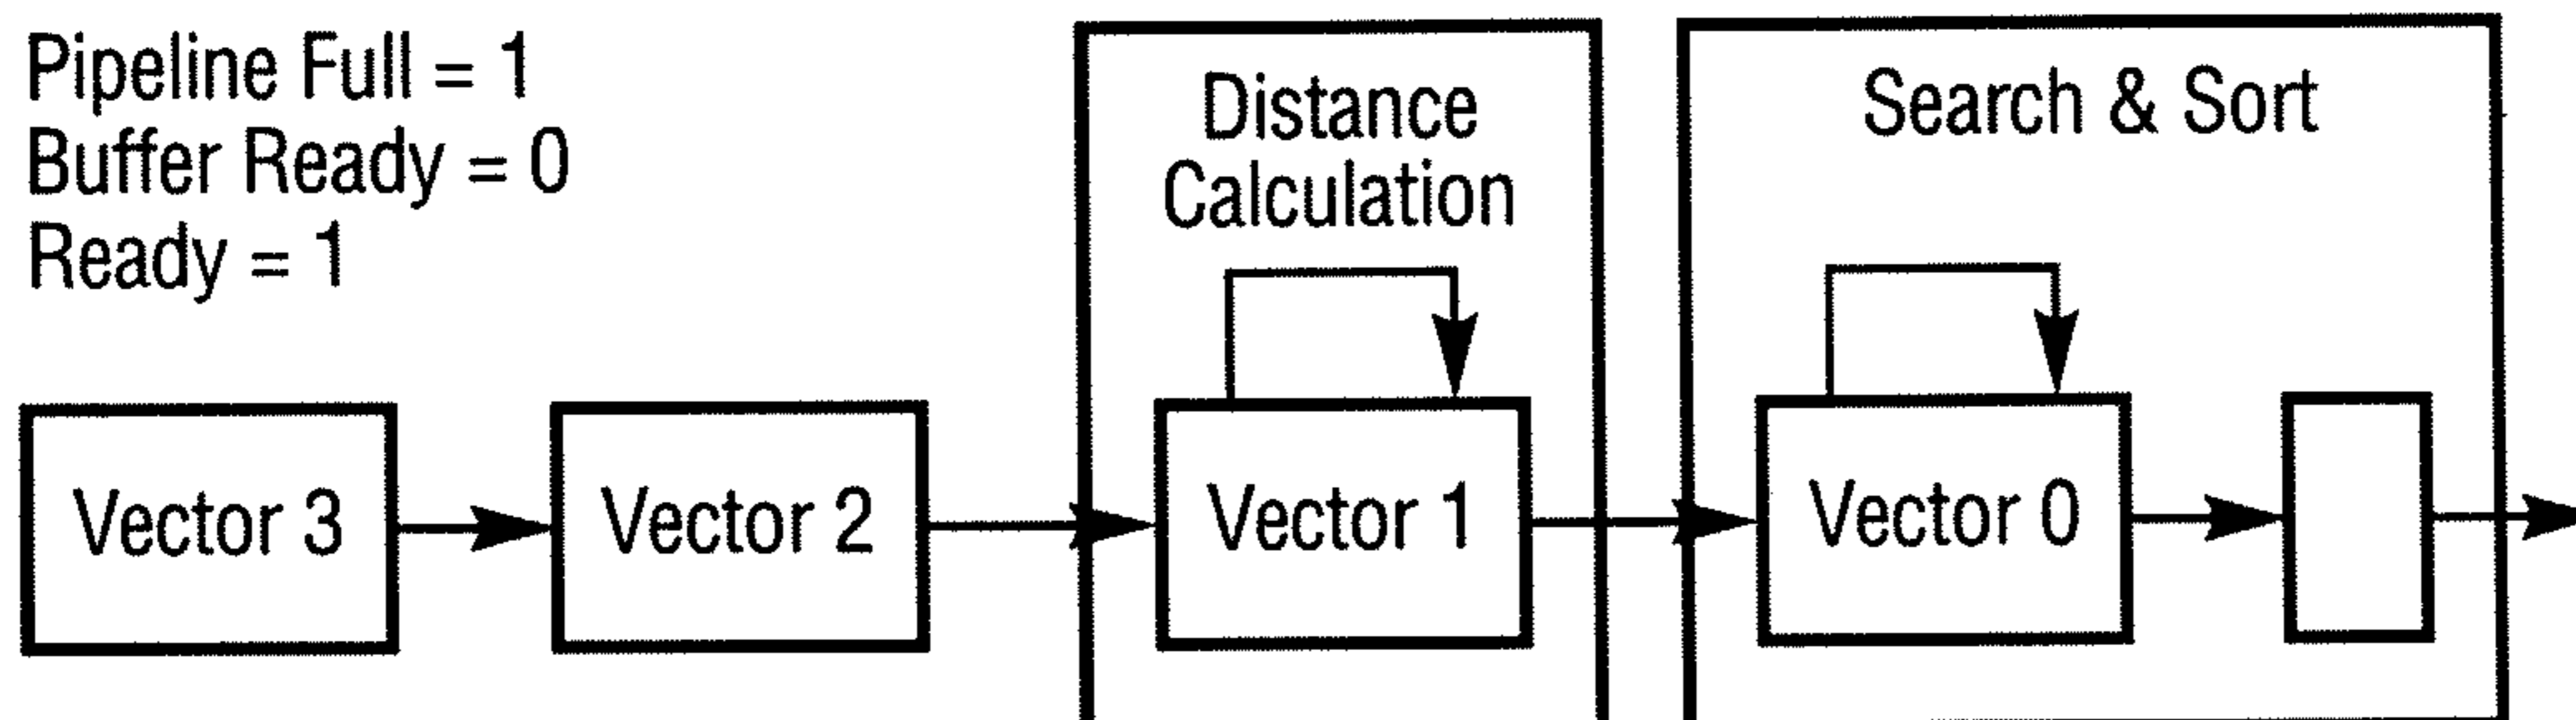 Pipeline Full = 1
Buffer Ready = 0
Ready = 1
Distance
Calculation
Search & Sort
Vector 3
Vector 2
Vector 1
Vector 0